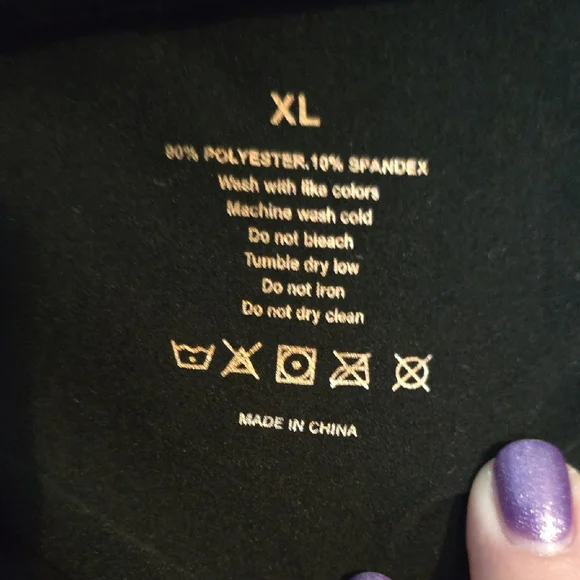 XL
90% POLYESTER.10% SPANDEX
Wash with like colors
Machine wash cold
Do not bleach
Tumble dry low
Do not iron
Do not dry clean
MADE IN CHINA